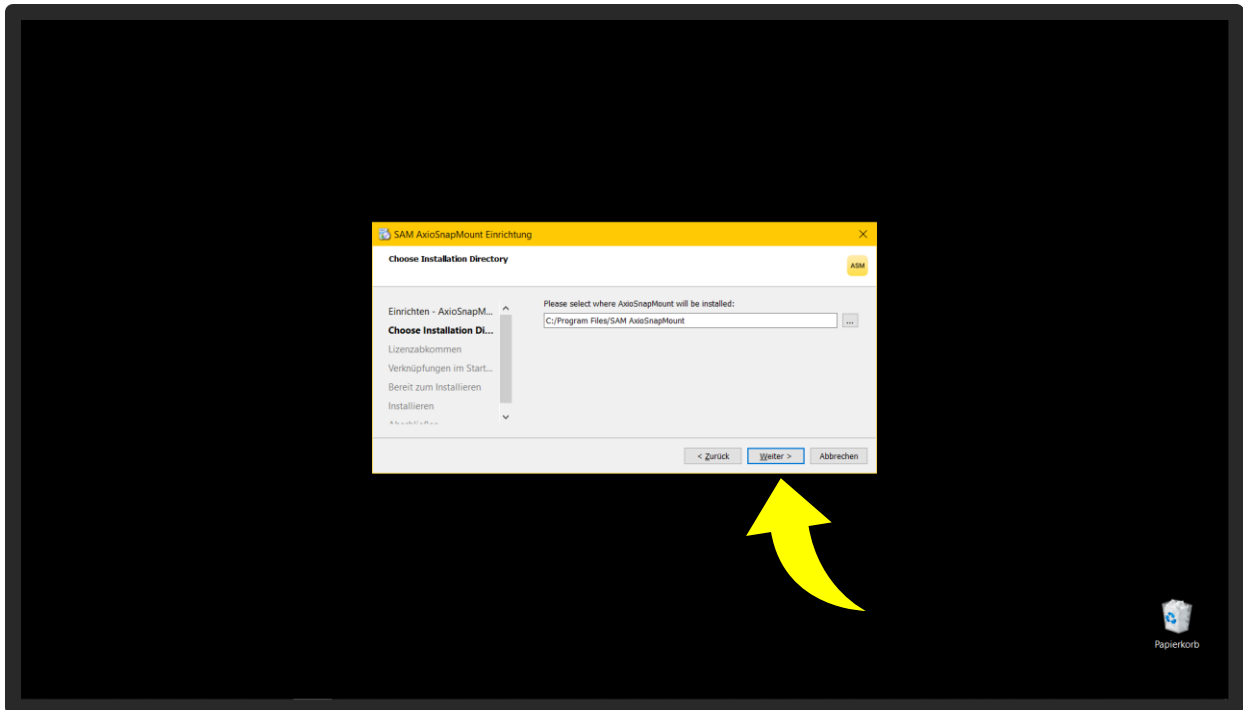 SAM AxioSnapMount Einrichtung
Choose Installation Directory
ASM
Einrichten - AxioSnapM...
Choose Installation Di...
Lizenzabkommen
Verknüpfungen im Start...
Bereit zum Installieren
Installieren
Please select where AxioSnapMount will be installed:
C:/Program Files/SAM AxioSnapMount
...
< Zurück
Weiter >
Abbrechen
Papierkorb